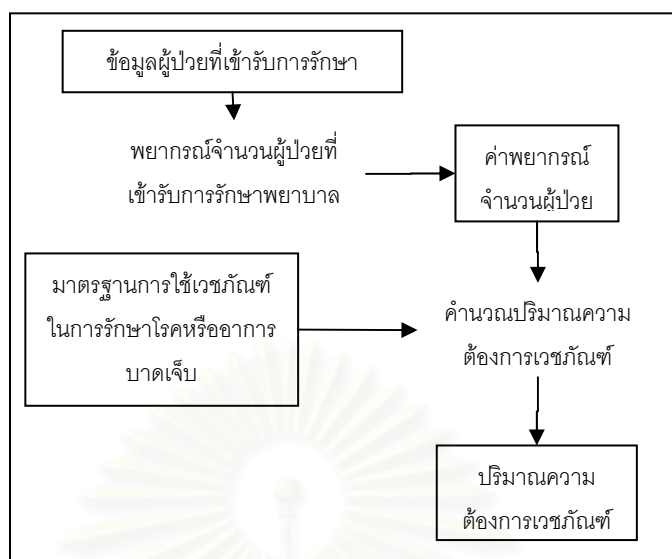 ข้อมูลผู้ป่วยที่เข้ารับการรักษา
พยากรณ์จำนวนผู้ป่วยที่
เข้ารับการรักษาพยาบาล
ค่าพยากรณ์
จำนวนผู้ป่วย
มาตรฐานการใช้เวชภัณฑ์
ในการรักษาโรคหรืออาการ
บาดเจ็บ
คำนวณปริมาณความ
ต้องการเวชภัณฑ์
ปริมาณความ
ต้องการเวชภัณฑ์